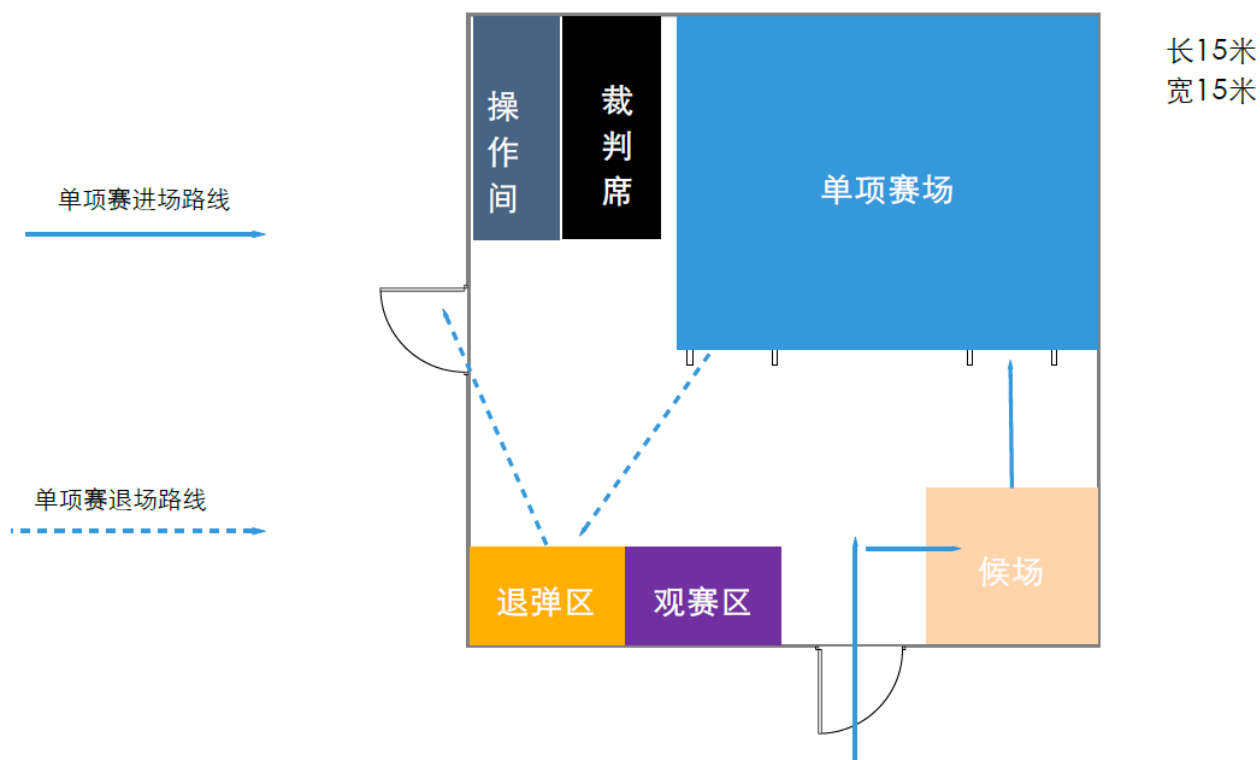 长15米
宽15米
操作间
裁判席
单项赛场
单项赛进场路线
单项赛退场路线
退弹区
观赛区
候场